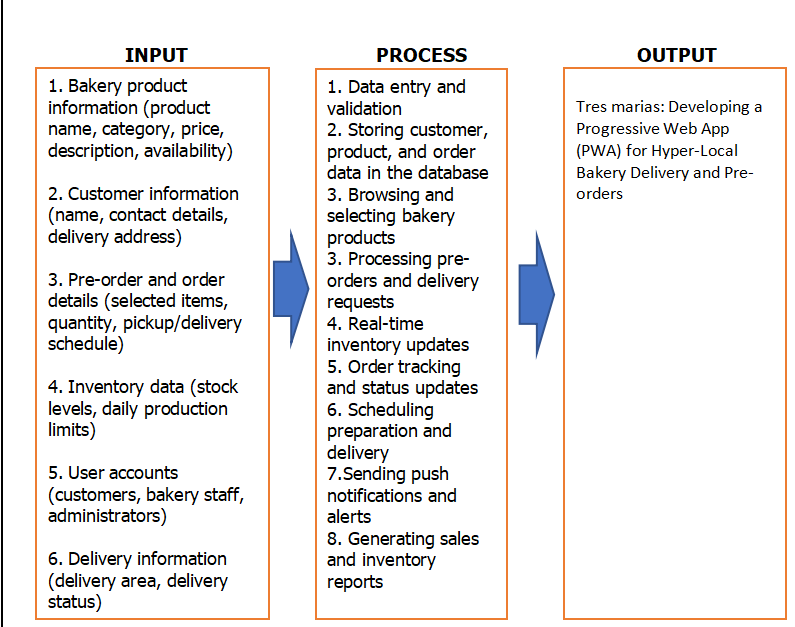 INPUT
1. Bakery product
information (product
name, category, price,
description, availability)
2. Customer information
(name, contact details,
delivery address)
3. Pre-order and order
details (selected items,
quantity, pickup/delivery
schedule)
4. Inventory data (stock
levels, daily production
limits)
5. User accounts
(customers, bakery staff,
administrators)
6. Delivery information
(delivery area, delivery
status)
PROCESS
1. Data entry and
validation
2. Storing customer,
product, and order
data in the database
3. Browsing and
selecting bakery
products
3. Processing pre-
orders and delivery
requests
4. Real-time
inventory updates
5. Order tracking
and status updates
6. Scheduling
preparation and
delivery
7.Sending push
notifications and
alerts
8. Generating sales
and inventory
reports
OUTPUT
Tres marias: Developing a
Progressive Web App
(PWA) for Hyper-Local
Bakery Delivery and Pre-
orders